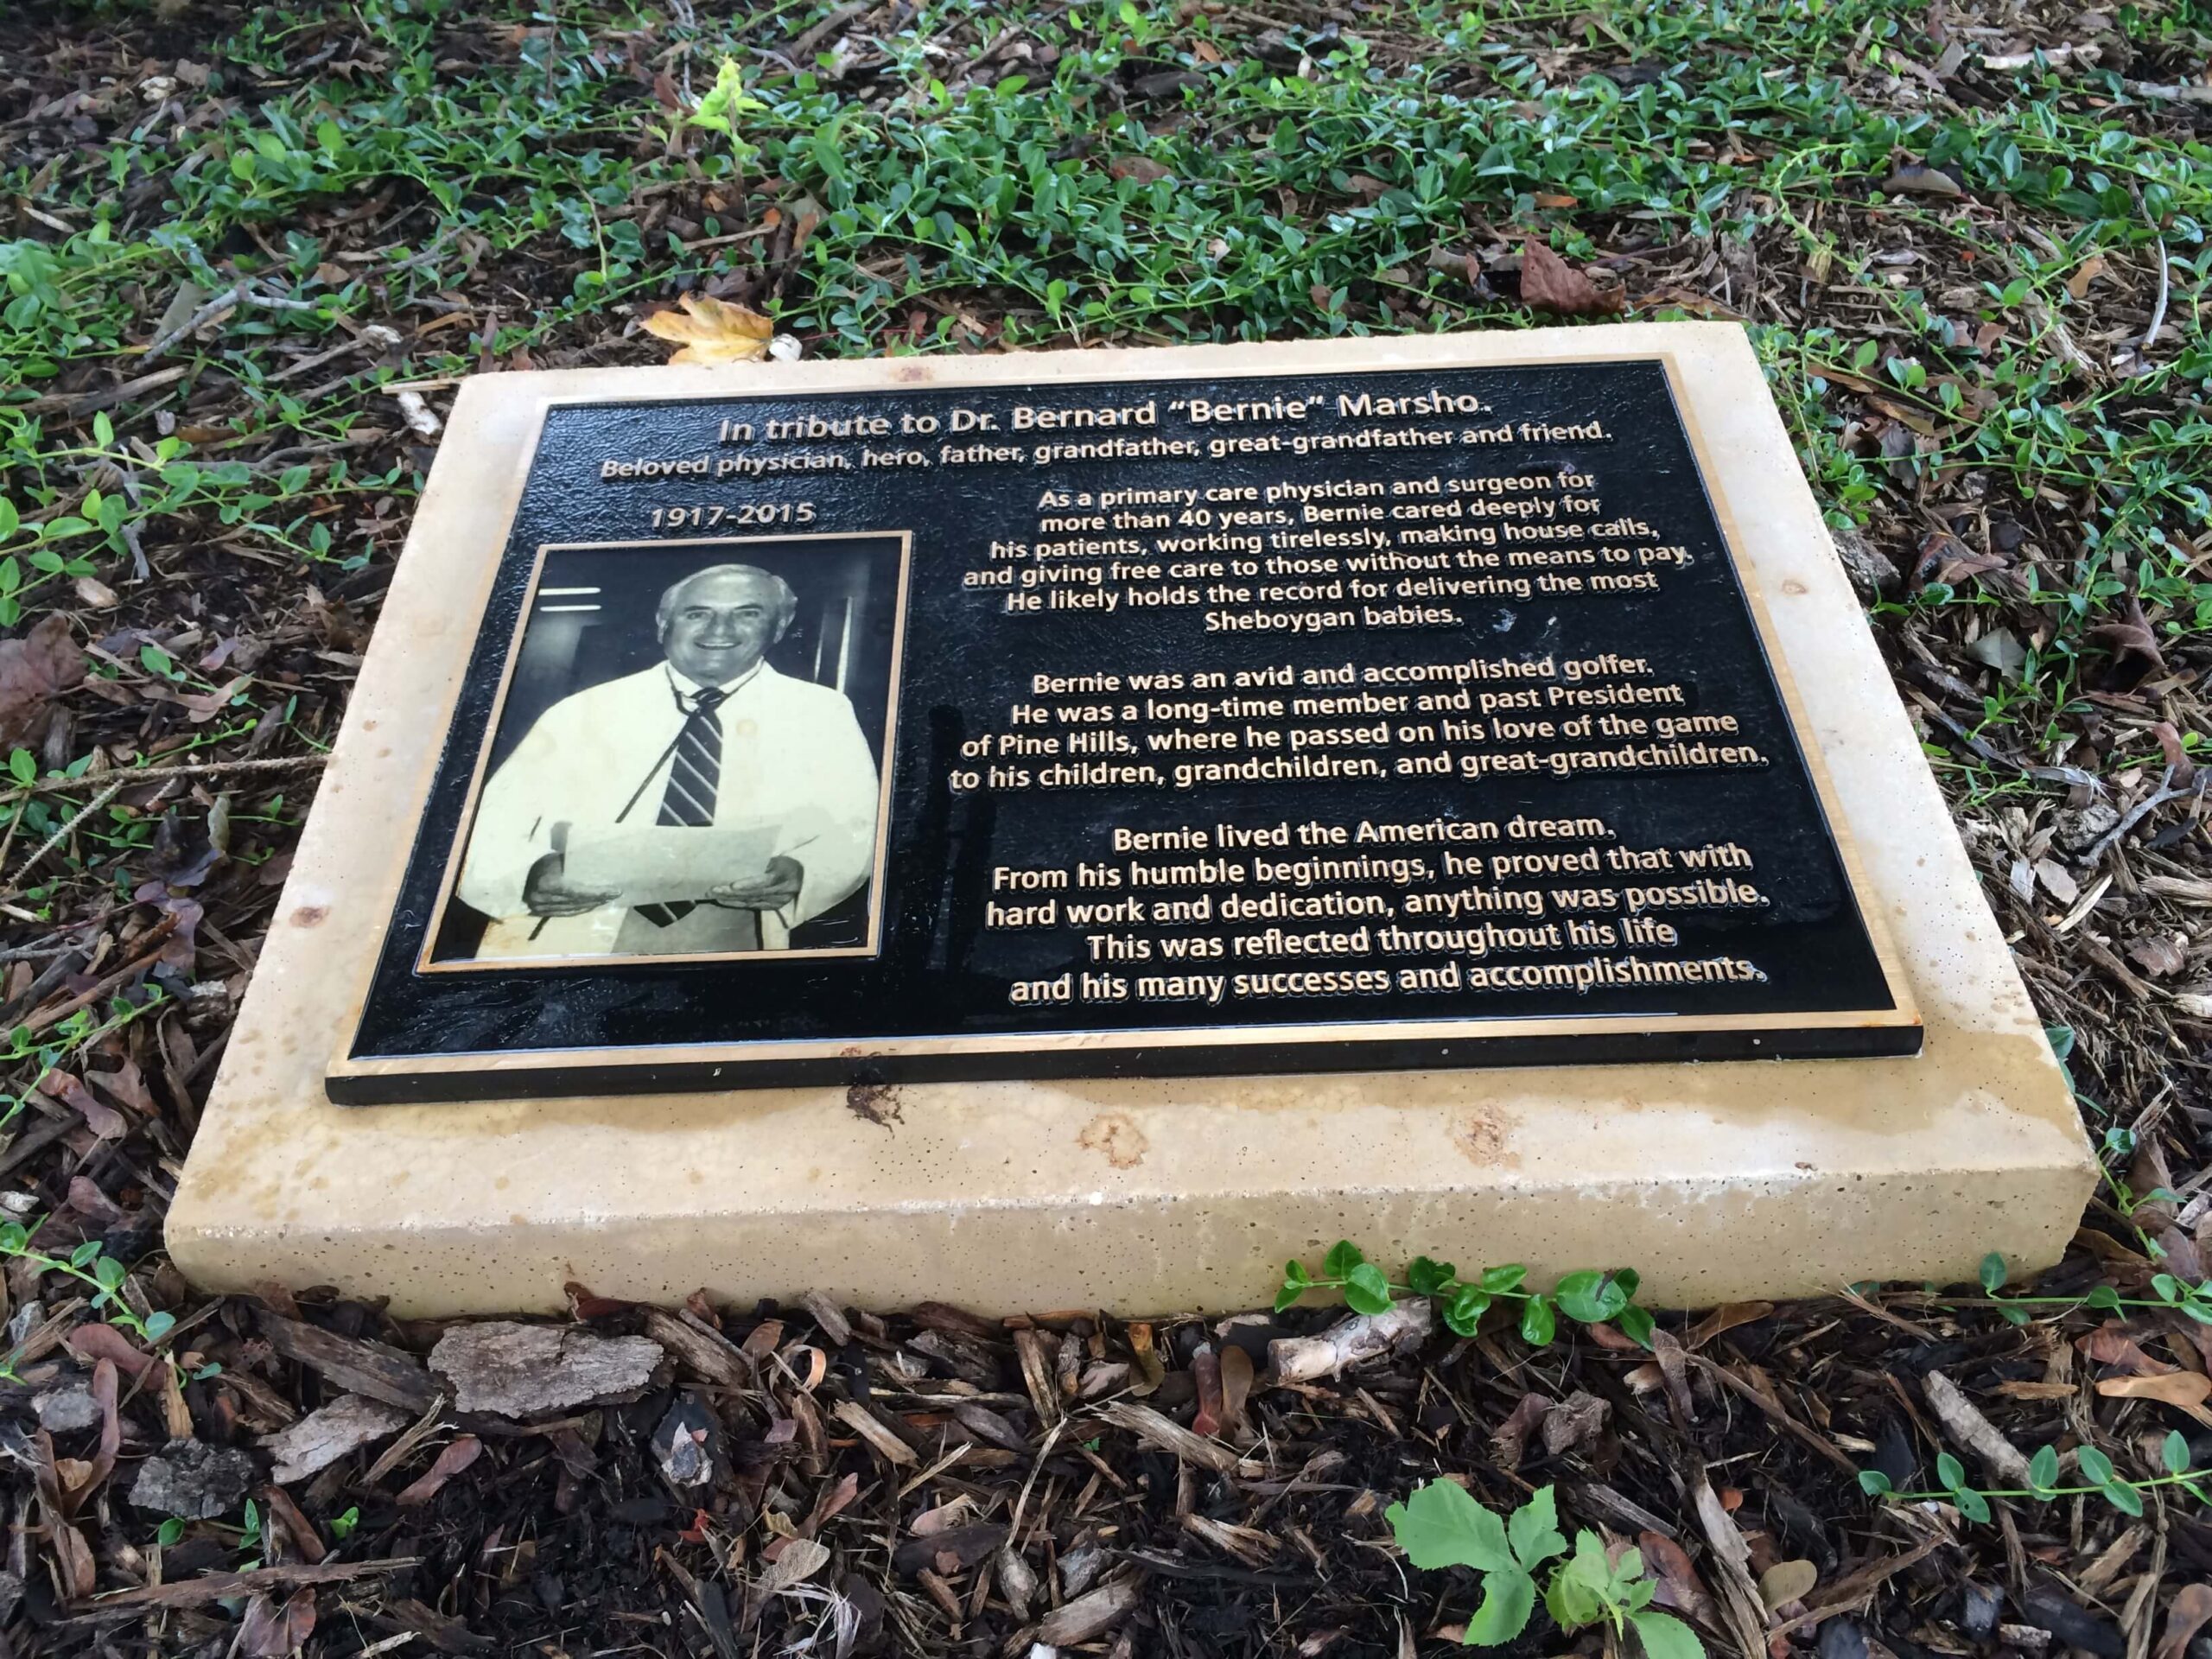 In tribute to Dr. Bernard “Bernie” Marsho.
Beloved physician, hero, father, grandfather, great-grandfather and friend.
1917-2015
As a primary care physician and surgeon for
more than 40 years, Bernie cared deeply for
his patients, working tirelessly, making house calls,
and giving free care to those without the means to pay.
He likely holds the record for delivering the most
Sheboygan babies.
Bernie was an avid and accomplished golfer.
He was a long-time member and past President
of Pine Hills, where he passed on his love of the game
to his children, grandchildren, and great-grandchildren.
Bernie lived the American dream.
From his humble beginnings, he proved that with
hard work and dedication, anything was possible.
This was reflected throughout his life
and his many successes and accomplishments.